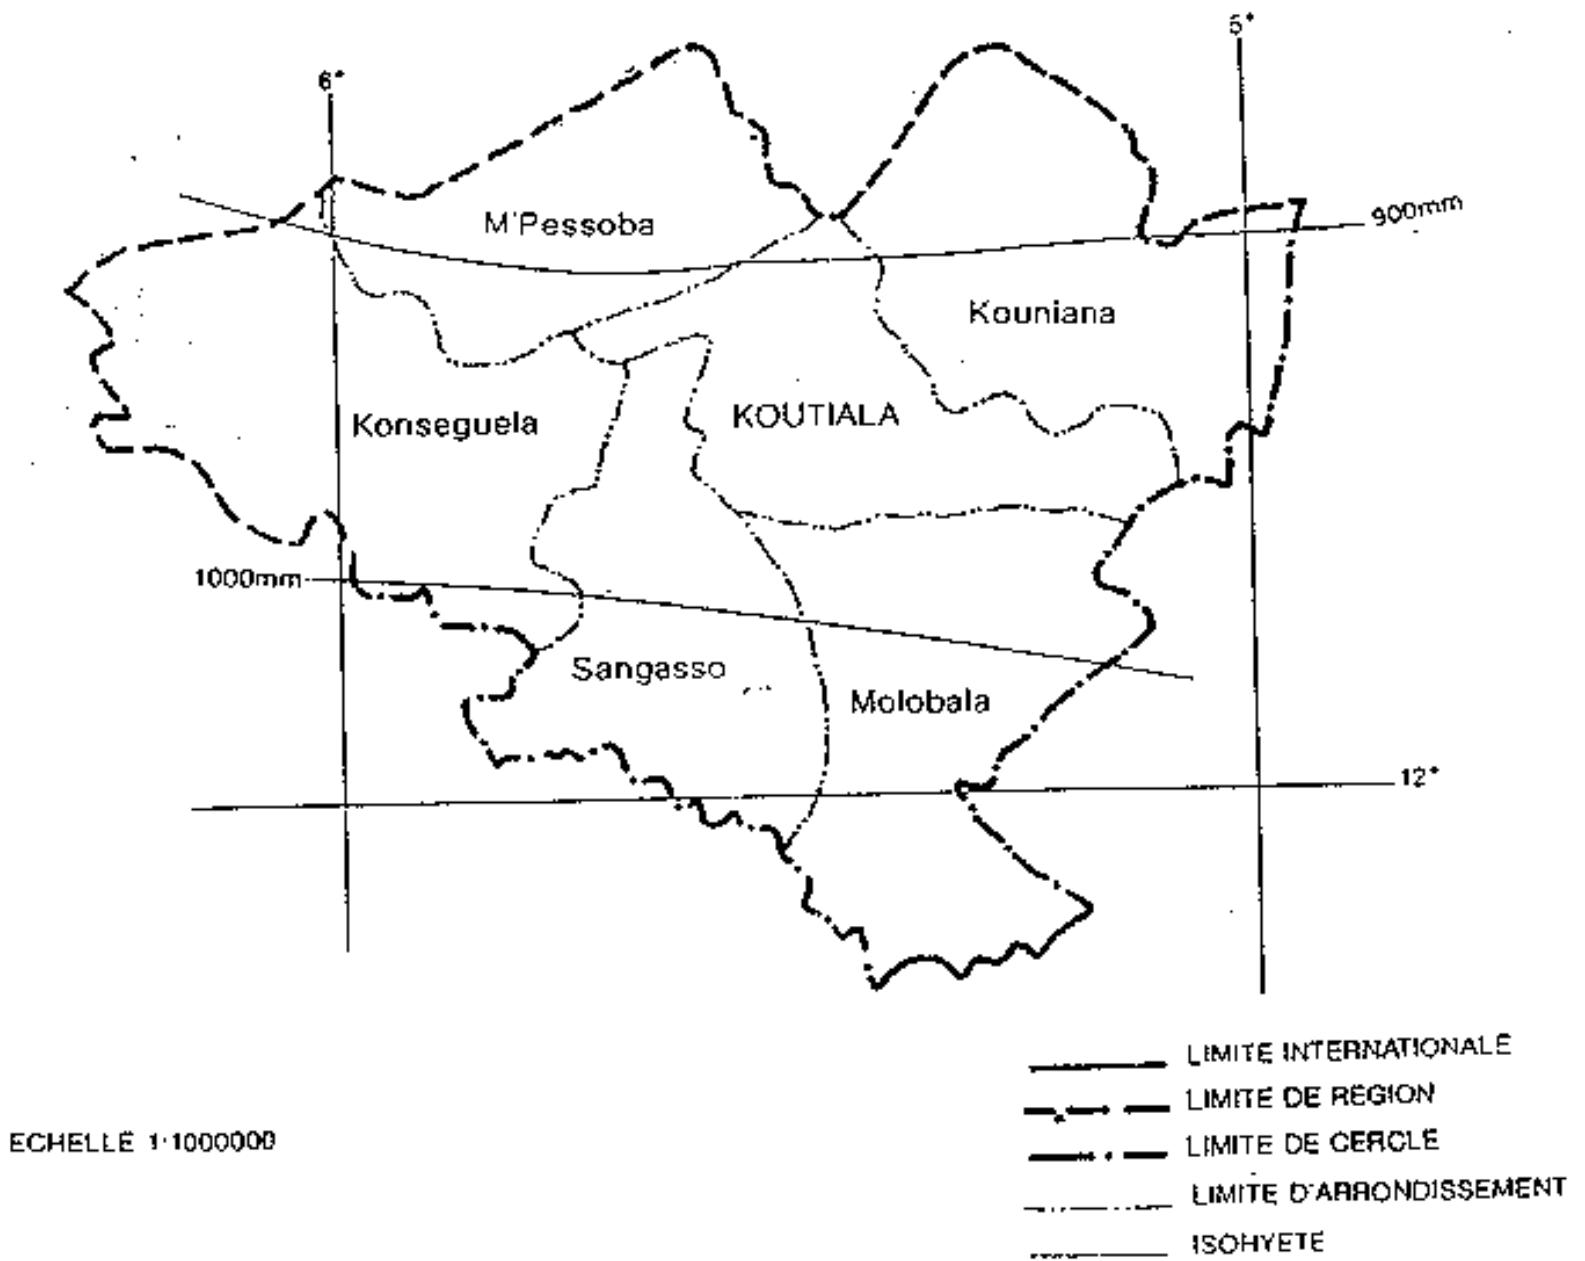 5°
6°
M'Pessoba
900mm
Kouniana
Konseguela
KOUTIALA
1000mm
Sangasso
Molobala
12°
LIMITE INTERNATIONALE
LIMITE DE REGION
ECHELLE 1:1000000
LIMITE DE CERCLE
LIMITE D'ARRONDISSEMENT
ISOHYETE